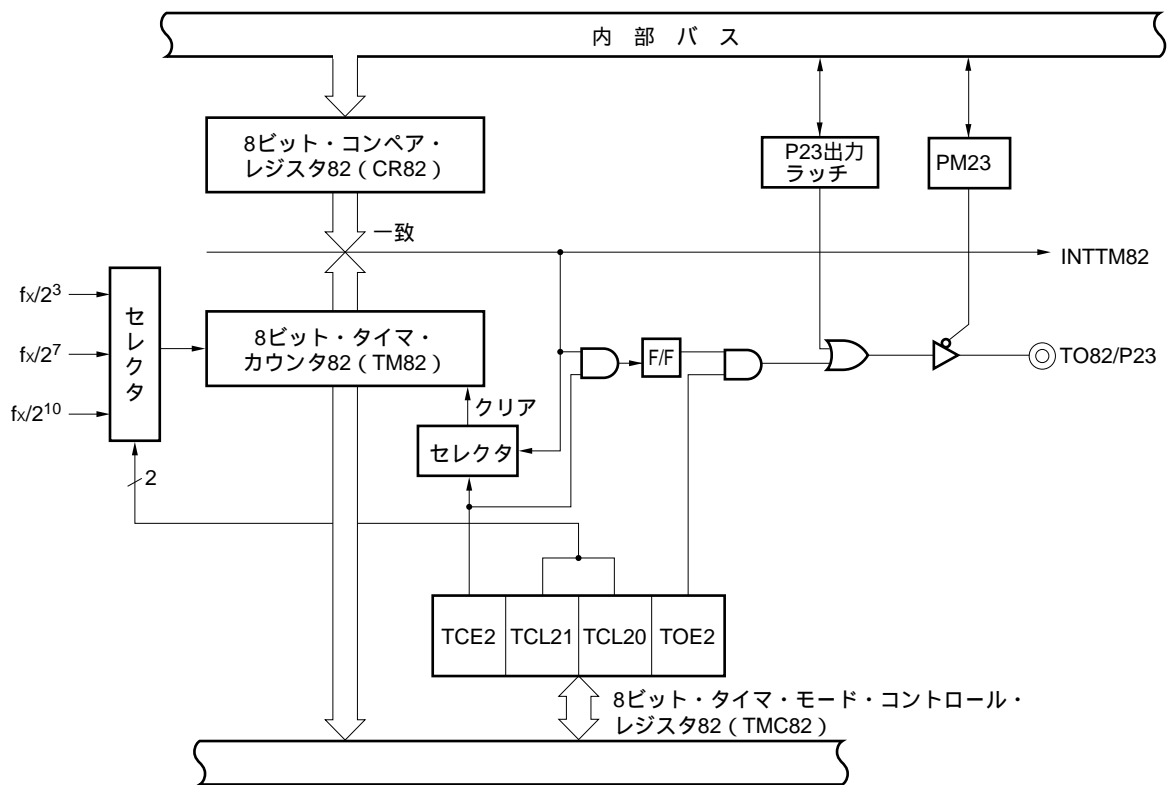 内 部 バ ス
8ビット・コンペア・
レジスタ82(CR82)
P23出力
ラッチ
PM23
一致
INTTM82
fX/2³
fX/2⁷
fX/2¹⁰
セレクタ
8ビット・タイマ・
カウンタ82(TM82)
F/F
TO82/P23
クリア
セレクタ
2
TCE2 TCL21 TCL20 TOE2
8ビット・タイマ・モード・コントロール・
レジスタ82(TMC82)